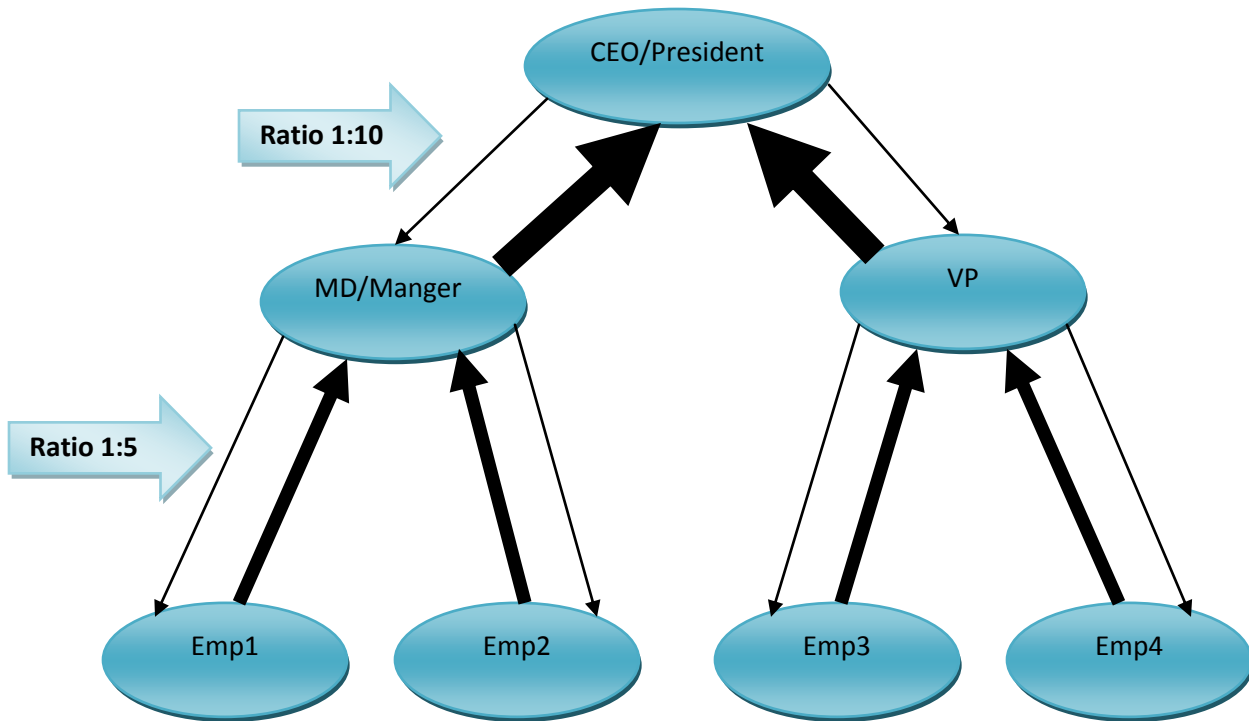 CEO/President
Ratio 1:10
MD/Manger
VP
Ratio 1:5
Emp1
Emp2
Emp3
Emp4